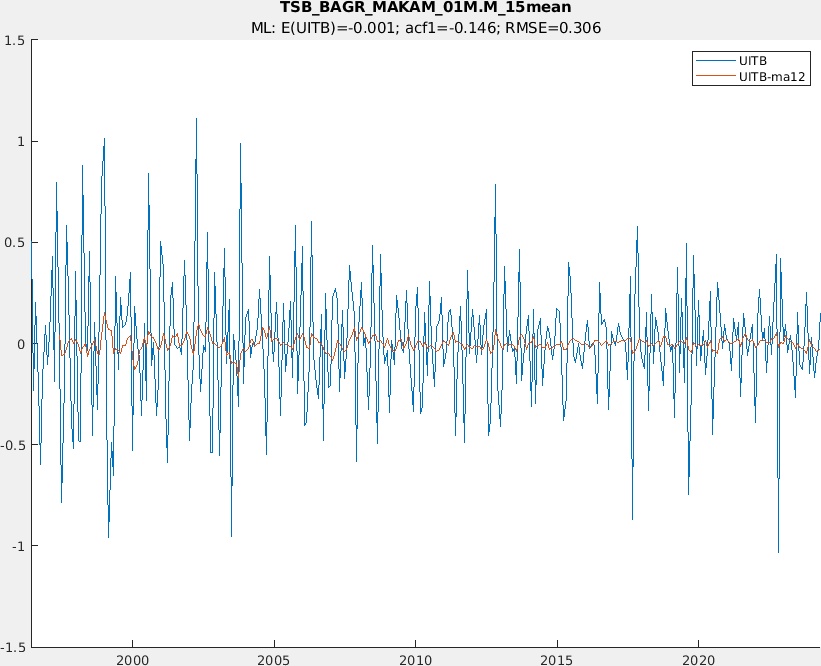 TSB_BAGR_MAKAM_01M.M_15mean
ML: E(UITB)=-0.001; acf1=-0.146; RMSE=0.306
1.5
UITB
UITB-ma12
1
0.5
0
-0.5
-1
-1.5
2000 2005 2010 2015 2020